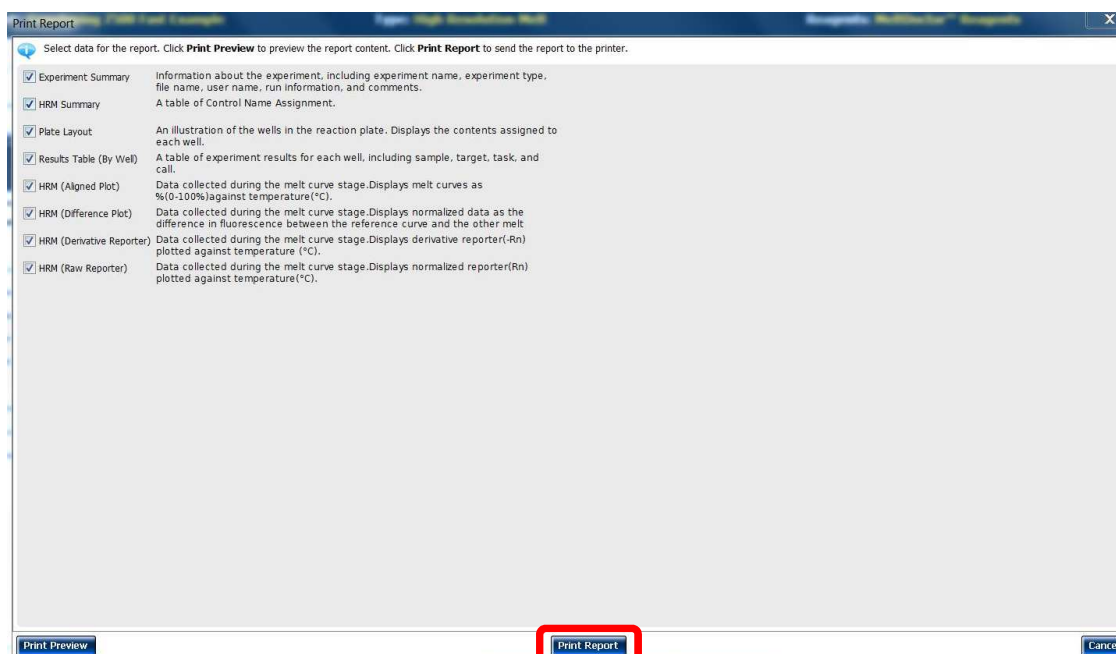 Print Report
Select data for the report. Click Print Preview to preview the report content. Click Print Report to send the report to the printer.
Experiment Summary
Information about the experiment, including experiment name, experiment type,
file name, user name, run information, and comments.
HRM Summary
A table of Control Name Assignment.
Plate Layout
An illustration of the wells in the reaction plate. Displays the contents assigned to
each well.
Results Table (By Well)
A table of experiment results for each well, including sample, target, task, and
call.
HRM (Aligned Plot)
Data collected during the melt curve stage.Displays melt curves as
%(0-100%)against temperature(°C).
HRM (Difference Plot)
Data collected during the melt curve stage.Displays normalized data as the
difference in fluorescence between the reference curve and the other melt
HRM (Derivative Reporter)
Data collected during the melt curve stage.Displays derivative reporter(-Rn)
plotted against temperature (°C).
HRM (Raw Reporter)
Data collected during the melt curve stage.Displays normalized reporter(Rn)
plotted against temperature(°C).
Print Preview
Print Report
Cance